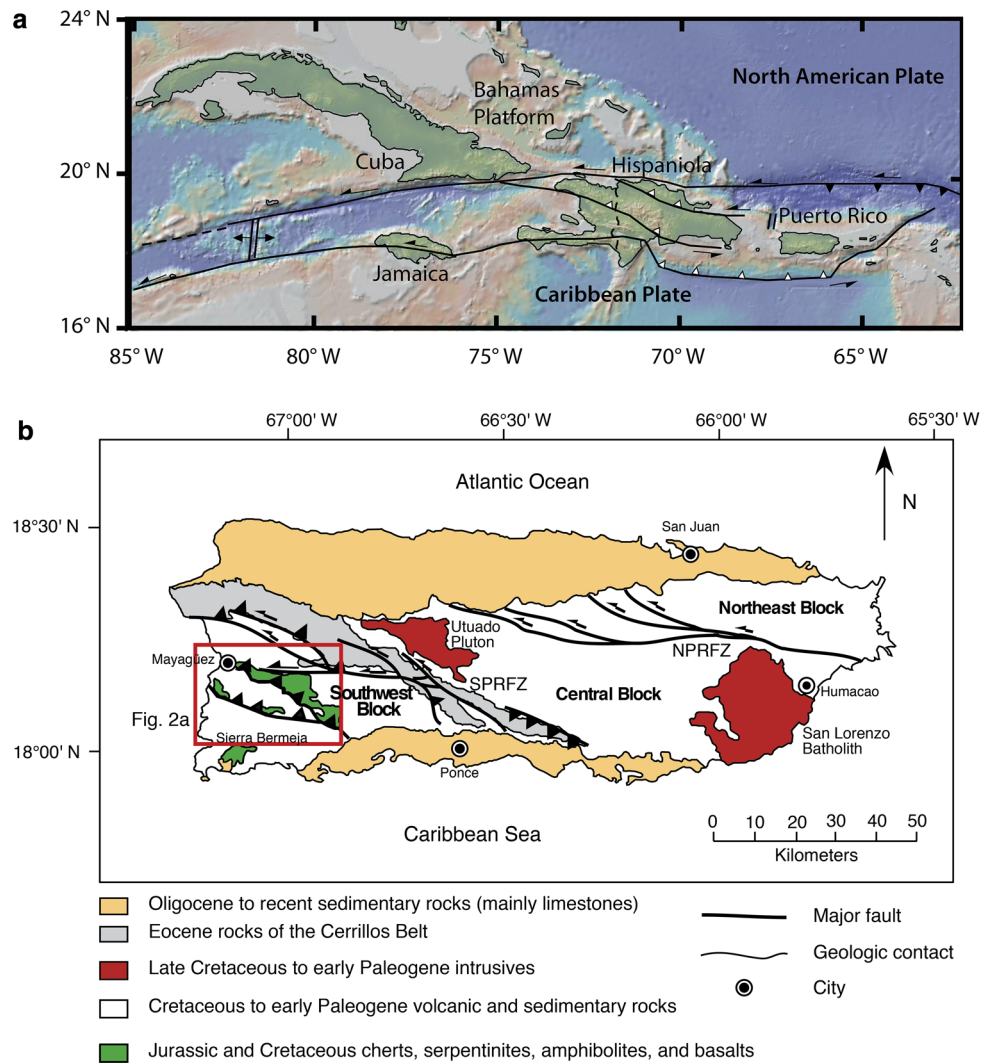 a
24° N
20° N
16° N
85° W
80° W
75° W
70° W
65° W
North American Plate
Bahamas
Platform
Cuba
Hispaniola
Puerto Rico
Jamaica
Caribbean Plate
b
67°00' W
66°30' W
66°00' W
65°30' W
18°30' N
18°00' N
Atlantic Ocean
N
San Juan
Northeast Block
Utuado
Pluton
NPRFZ
Mayagüez
SPRFZ
Southwest
Block
Central Block
Humacao
Fig. 2a
San Lorenzo
Batholith
Sierra Bermeja
Ponce
Caribbean Sea
0 10 20 30 40 50
Kilometers
Oligocene to recent sedimentary rocks (mainly limestones)
Eocene rocks of the Cerrillos Belt
Late Cretaceous to early Paleogene intrusives
Cretaceous to early Paleogene volcanic and sedimentary rocks
Jurassic and Cretaceous cherts, serpentinites, amphibolites, and basalts
Major fault
Geologic contact
City